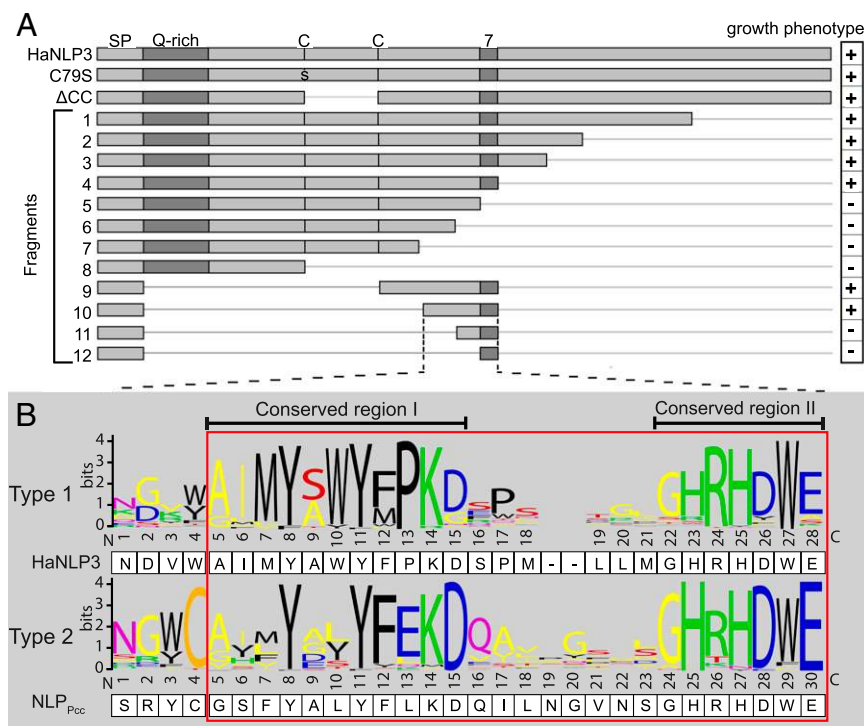 A
growth phenotype
SP Q-rich C C 7
HaNLP3 +
C79S s +
ΔCC +
Fragments
1 +
2 +
3 +
4 +
5 -
6 -
7 -
8 -
9 +
10 +
11 -
12 -
B
Conserved region I Conserved region II
Type 1
4
3
2
1
0
bits
N 1 2 3 4 5 6 7 8 9 10 11 12 13 14 15 16 17 18 19 20 21 22 23 24 25 26 27 28 C
HaNLP3 N D V W A I M Y A W Y F P K D S P M - - L L M G H R H D W E
Type 2
4
3
2
1
0
bits
N 1 2 3 4 5 6 7 8 9 10 11 12 13 14 15 16 17 18 19 20 21 22 23 24 25 26 27 28 29 30 C
NLP Pcc S R Y C G S F Y A L Y F L K D Q I L N G V N S G H R H D W E